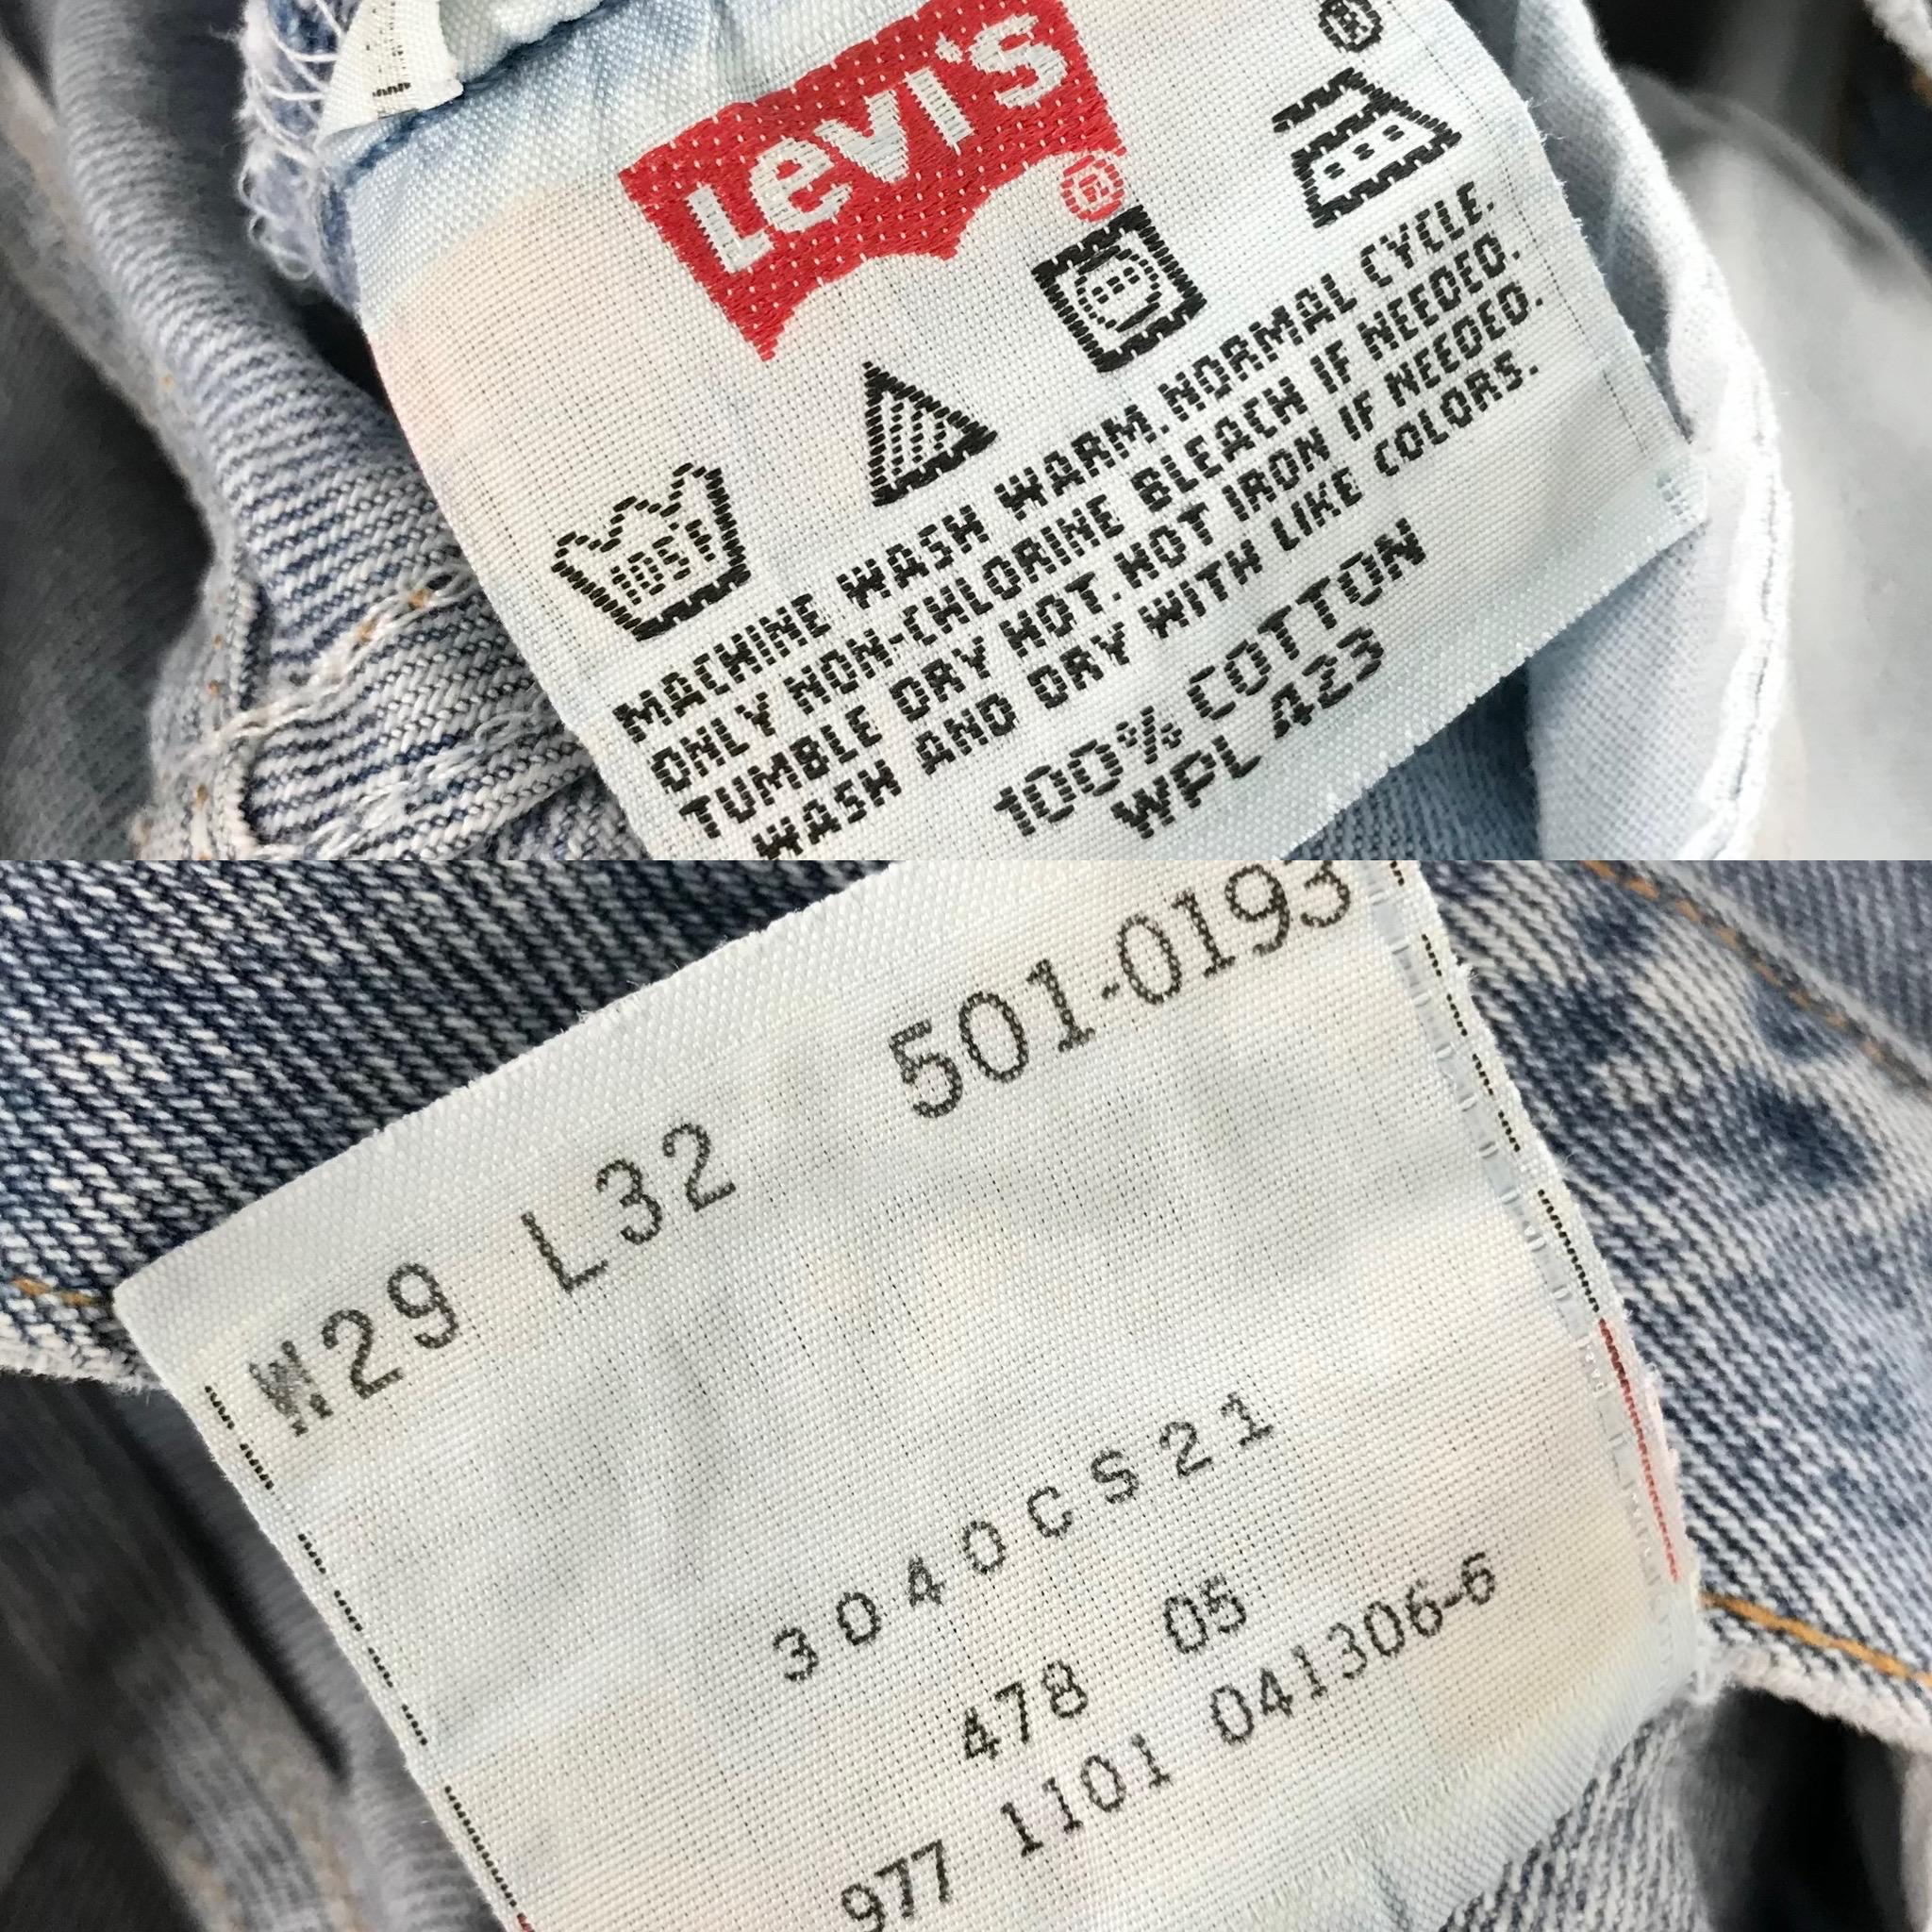 Levi's
®
®
105F
MACHINE WASH WARM. NORMAL CYCLE.
ONLY NON-CHLORINE BLEACH IF NEEDED.
TUMBLE DRY HOT. HOT IRON IF NEEDED.
WASH AND DRY WITH LIKE COLORS.
100% COTTON
WPL 423
W29 L32 501-0193
3040CS21
478 05
977 1101 041306-6